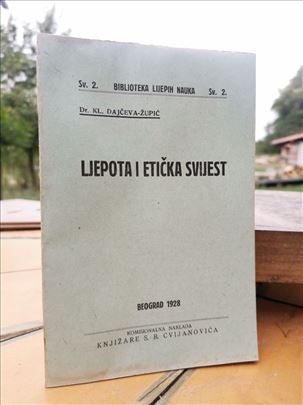 Sv. 2. BIBLIOTEKA LIJEPIH NAUKA Sv. 2.
Dr. KL. DAJČEVA-ŽUPIĆ
LJEPOTA I ETIČKA SVIJEST
BEOGRAD 1928
KOMISIONALNA NAKLADA
KNJIŽARE S. B. CVIJANOVIĆA